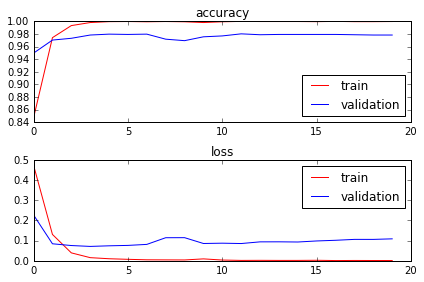 accuracy
1.00
0.98
0.96
0.94
0.92
0.90
0.88
0.86
0.84
train
validation
0 5 10 15 20
loss
0.5
0.4
0.3
0.2
0.1
0.0
train
validation
0 5 10 15 20